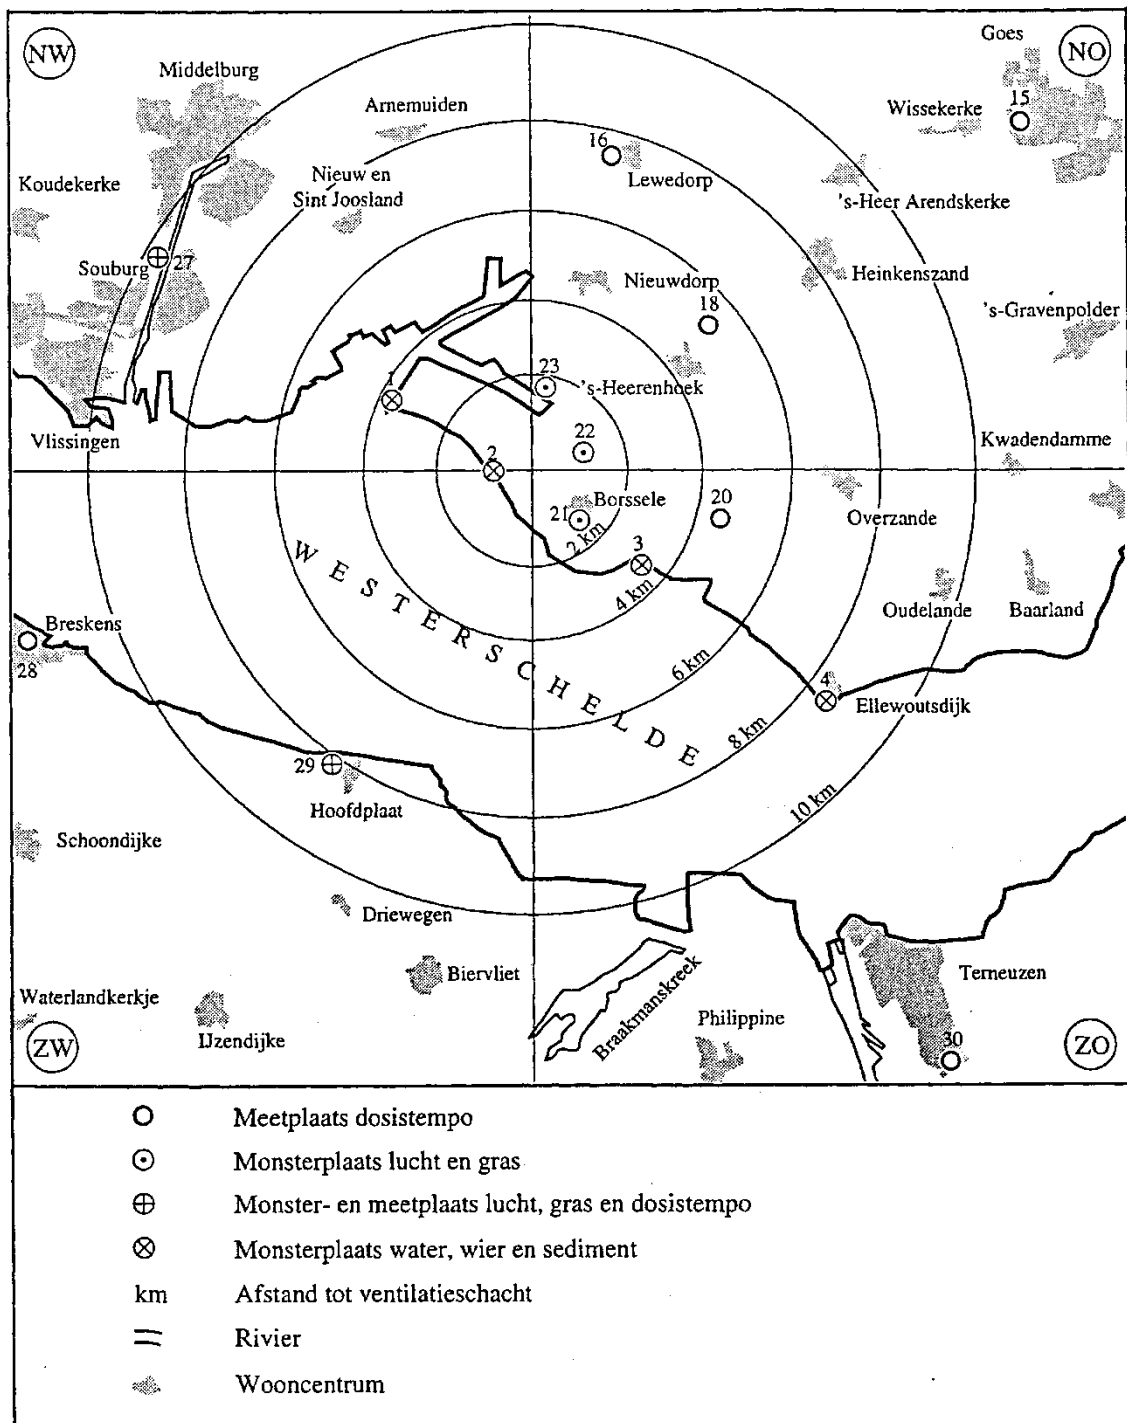 NW
NO
Goes
Middelburg
15
Arnemuiden
Wissekerke
16
Lewedorp
Koudekerke
Nieuw en
Sint Joosland
's-Heer Arendskerke
Souburg
27
Nieuwdorp
Heinkenszand
18
's-Gravenpolder
23
's-Heerenhoek
1
22
Vlissingen
2
Kwadendamme
Borssele
20
21
Overzande
2 km
3
WESTERSCHELDE
4 km
Oudelande
Baarland
Breskens
28
6 km
4
Ellewoutsdijk
8 km
29
10 km
Hoofdplaat
Schoondijke
Driewegen
Biervliet
Braakmanskreek
Terneuzen
Waterlandkerkje
IJzendijke
Philippine
30
ZW
ZO
Meetplaats dosistempo
Monsterplaats lucht en gras
Monster- en meetplaats lucht, gras en dosistempo
Monsterplaats water, wier en sediment
km Afstand tot ventilatieschacht
Rivier
Wooncentrum